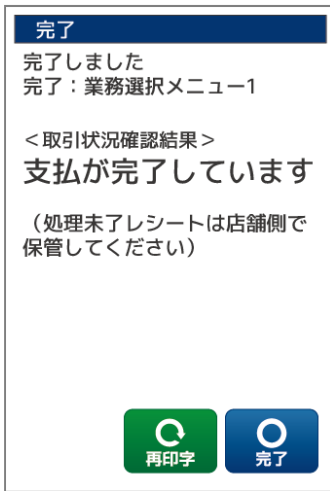 完了
完了しました
完了：業務選択メニュー1
＜取引状況確認結果＞
支払が完了しています
（処理未了レシートは店舗側で
保管してください）
再印字
完了